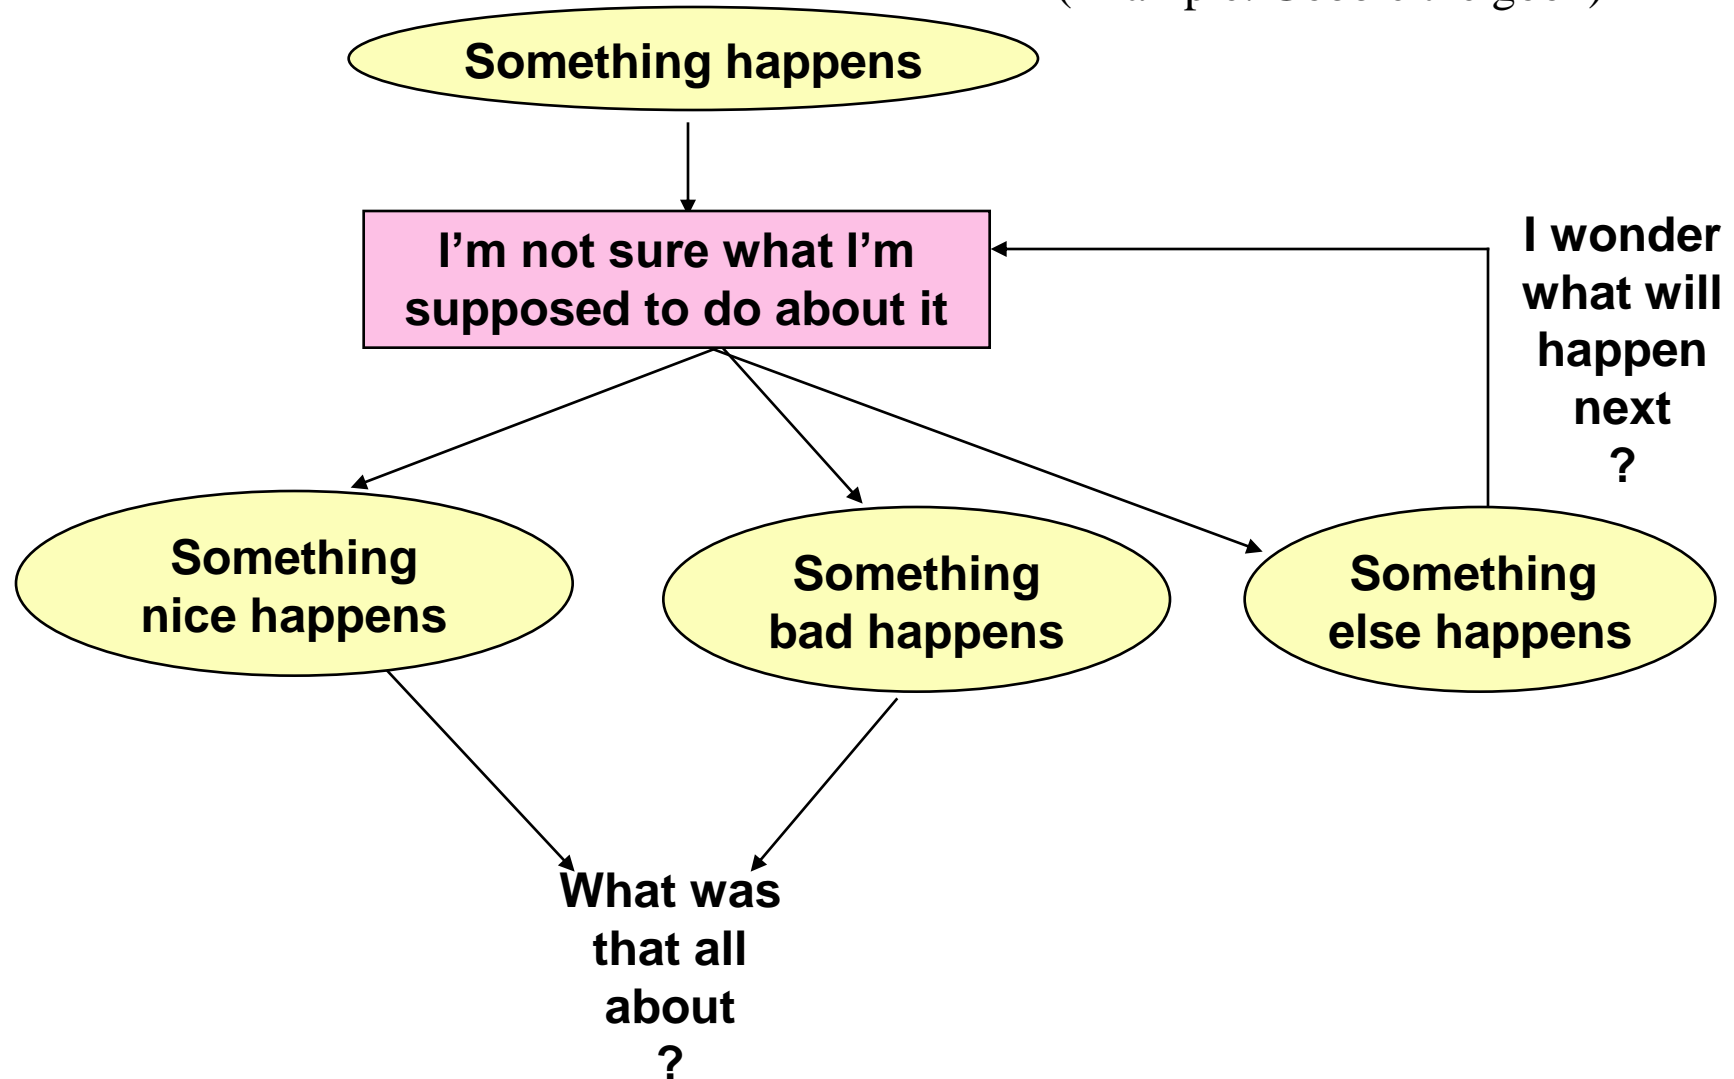 Something happens
I’m not sure what I’m
supposed to do about it
I wonder
what will
happen
next
?
Something
nice happens
Something
bad happens
Something
else happens
What was
that all
about
?